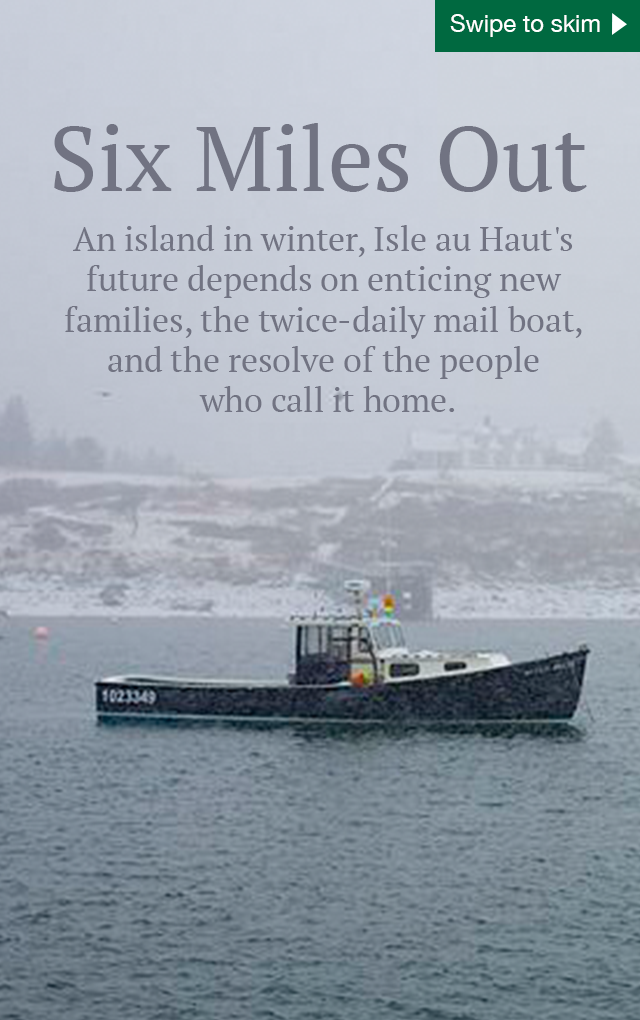 Swipe to skim
Six Miles Out
An island in winter, Isle au Haut's
future depends on enticing new
families, the twice-daily mail boat,
and the resolve of the people
who call it home.
1023349